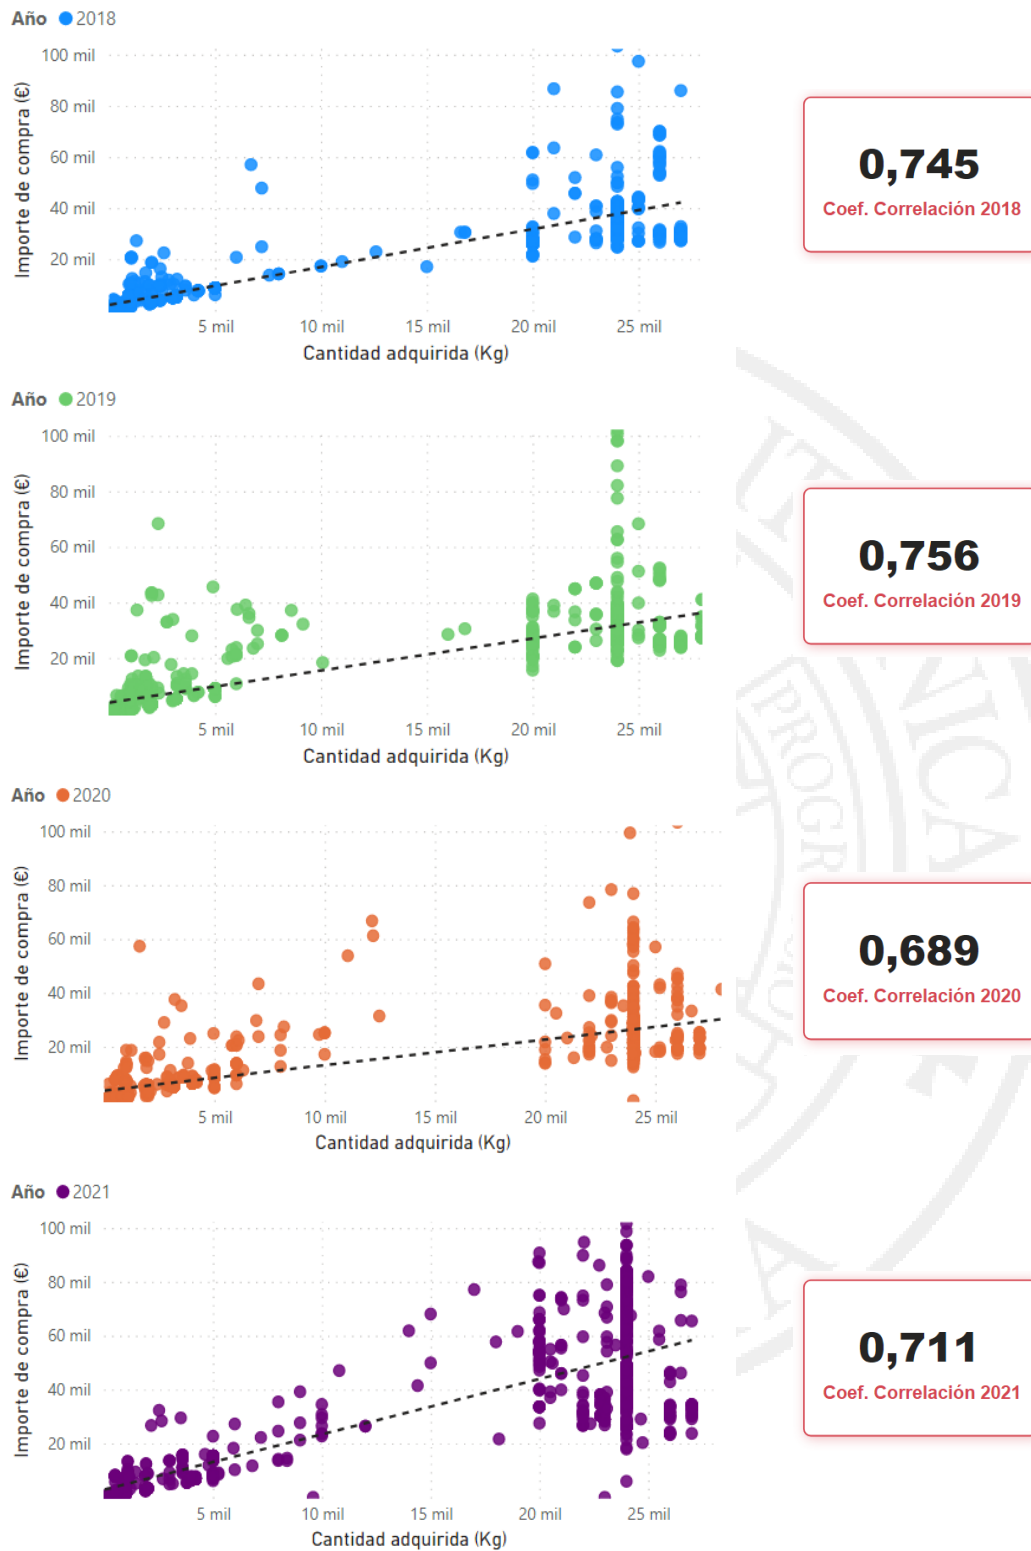 Año 2018
100 mil
80 mil
60 mil
40 mil
20 mil
Importe de compra (€)
5 mil 10 mil 15 mil 20 mil 25 mil
Cantidad adquirida (Kg)
0,745
Coef. Correlación 2018
Año 2019
100 mil
80 mil
60 mil
40 mil
20 mil
Importe de compra (€)
5 mil 10 mil 15 mil 20 mil 25 mil
Cantidad adquirida (Kg)
0,756
Coef. Correlación 2019
Año 2020
100 mil
80 mil
60 mil
40 mil
20 mil
Importe de compra (€)
5 mil 10 mil 15 mil 20 mil 25 mil
Cantidad adquirida (Kg)
0,689
Coef. Correlación 2020
Año 2021
100 mil
80 mil
60 mil
40 mil
20 mil
Importe de compra (€)
5 mil 10 mil 15 mil 20 mil 25 mil
Cantidad adquirida (Kg)
0,711
Coef. Correlación 2021
NICA
PROGR